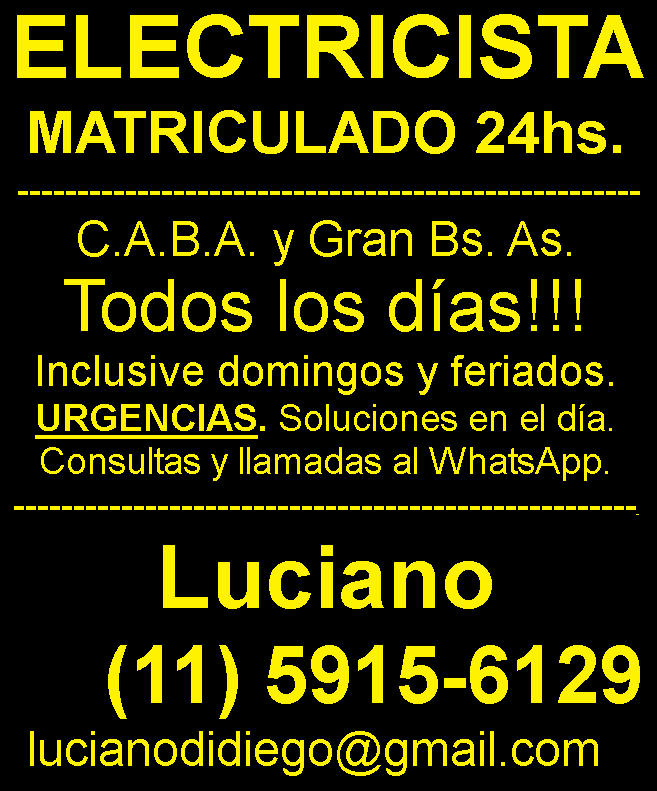 ELECTRICISTA
MATRICULADO 24hs.
----------------------------------------------------
C.A.B.A. y Gran Bs. As.
Todos los días!!!
Inclusive domingos y feriados.
URGENCIAS. Soluciones en el día.
Consultas y llamadas al WhatsApp.
----------------------------------------------------
Luciano
(11) 5915-6129
lucianodidiego@gmail.com